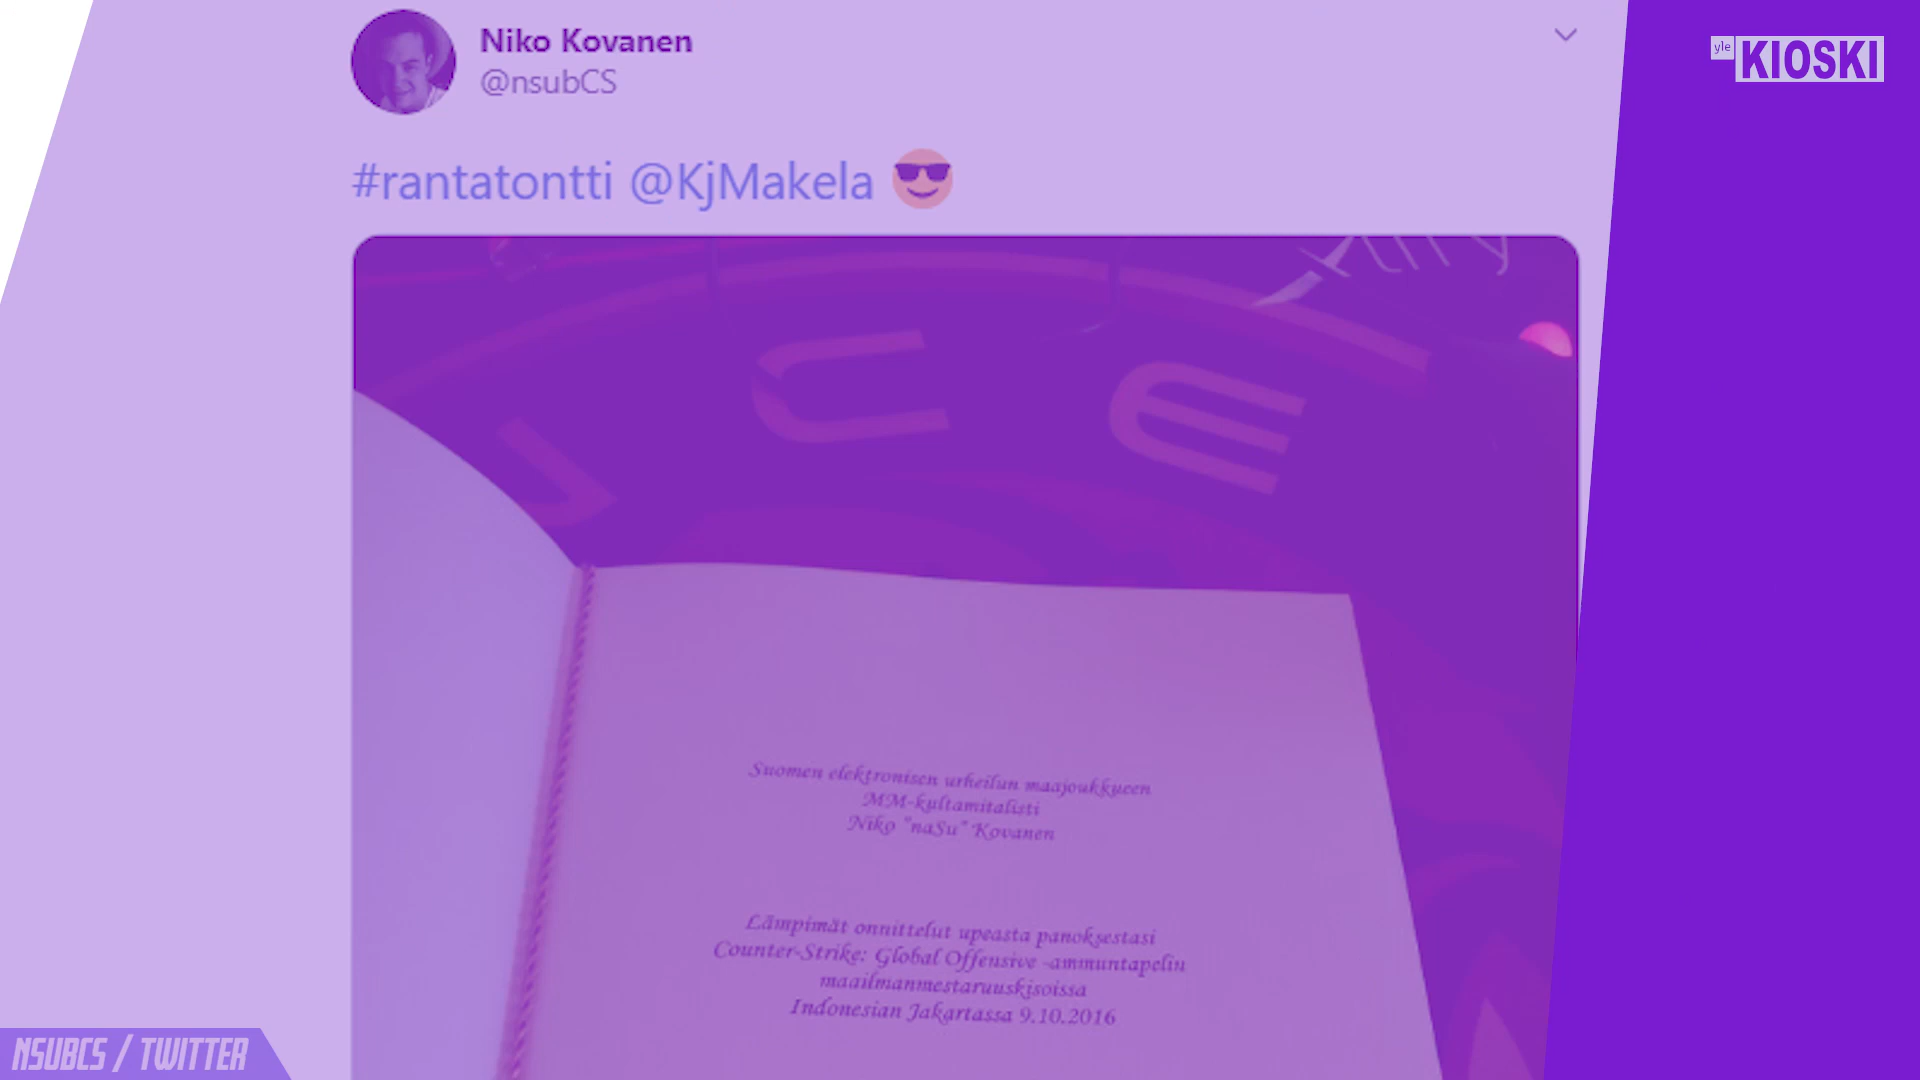 Niko Kovanen
@nsubCS
yle KIOSKI
#rantatontti @KjMakela
U C E
Suomen elektronisen urheilun maajoukkueen
MM-kultamitalisti
Niko "naSu" Kovanen
Lämpimät onnittelut upeasta panoksestasi
Counter-Strike: Global Offensive -ammuntapelin
maailmanmestaruuskisoissa
Indonesian Jakartassa 9.10.2016
NSUBCS / TWITTER